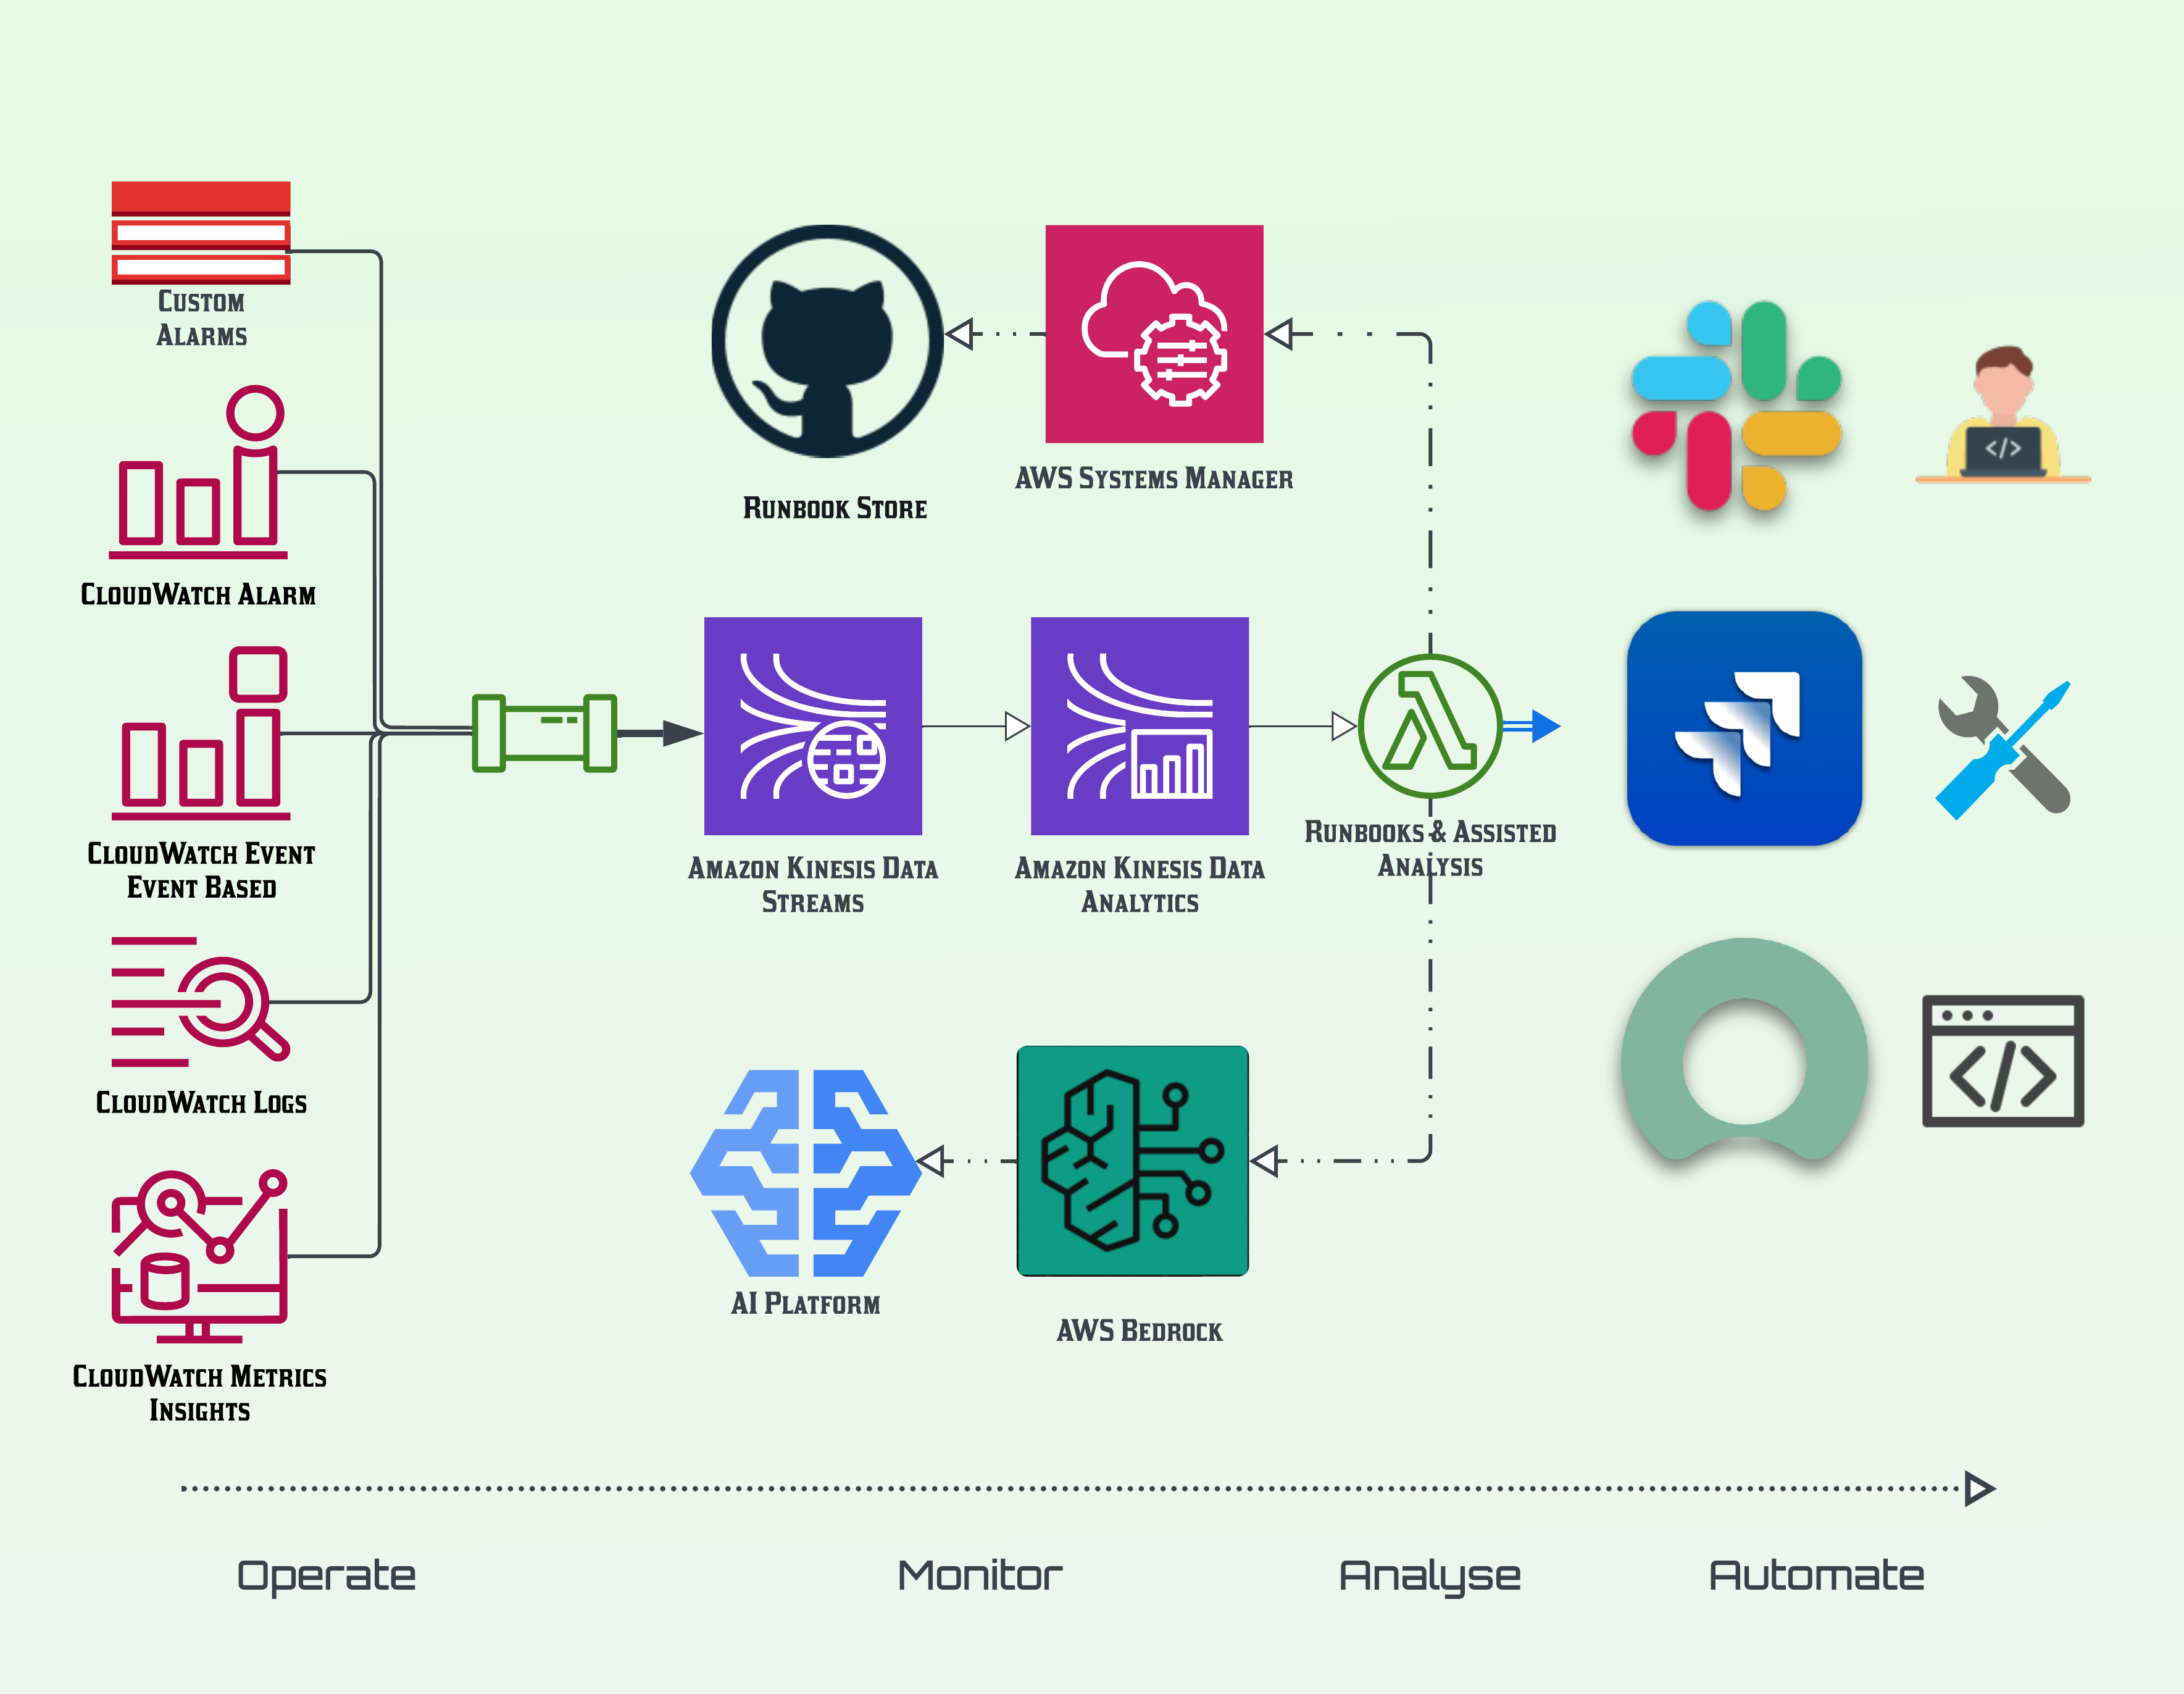 Custom
Alarms
CloudWatch Alarm
CloudWatch Event
Event Based
CloudWatch Logs
CloudWatch Metrics
Insights
Runbook Store
AWS Systems Manager
Amazon Kinesis Data
Streams
Amazon Kinesis Data
Analytics
Runbooks & Assisted
Analysis
AI Platform
AWS Bedrock
Operate
Monitor
Analyse
Automate